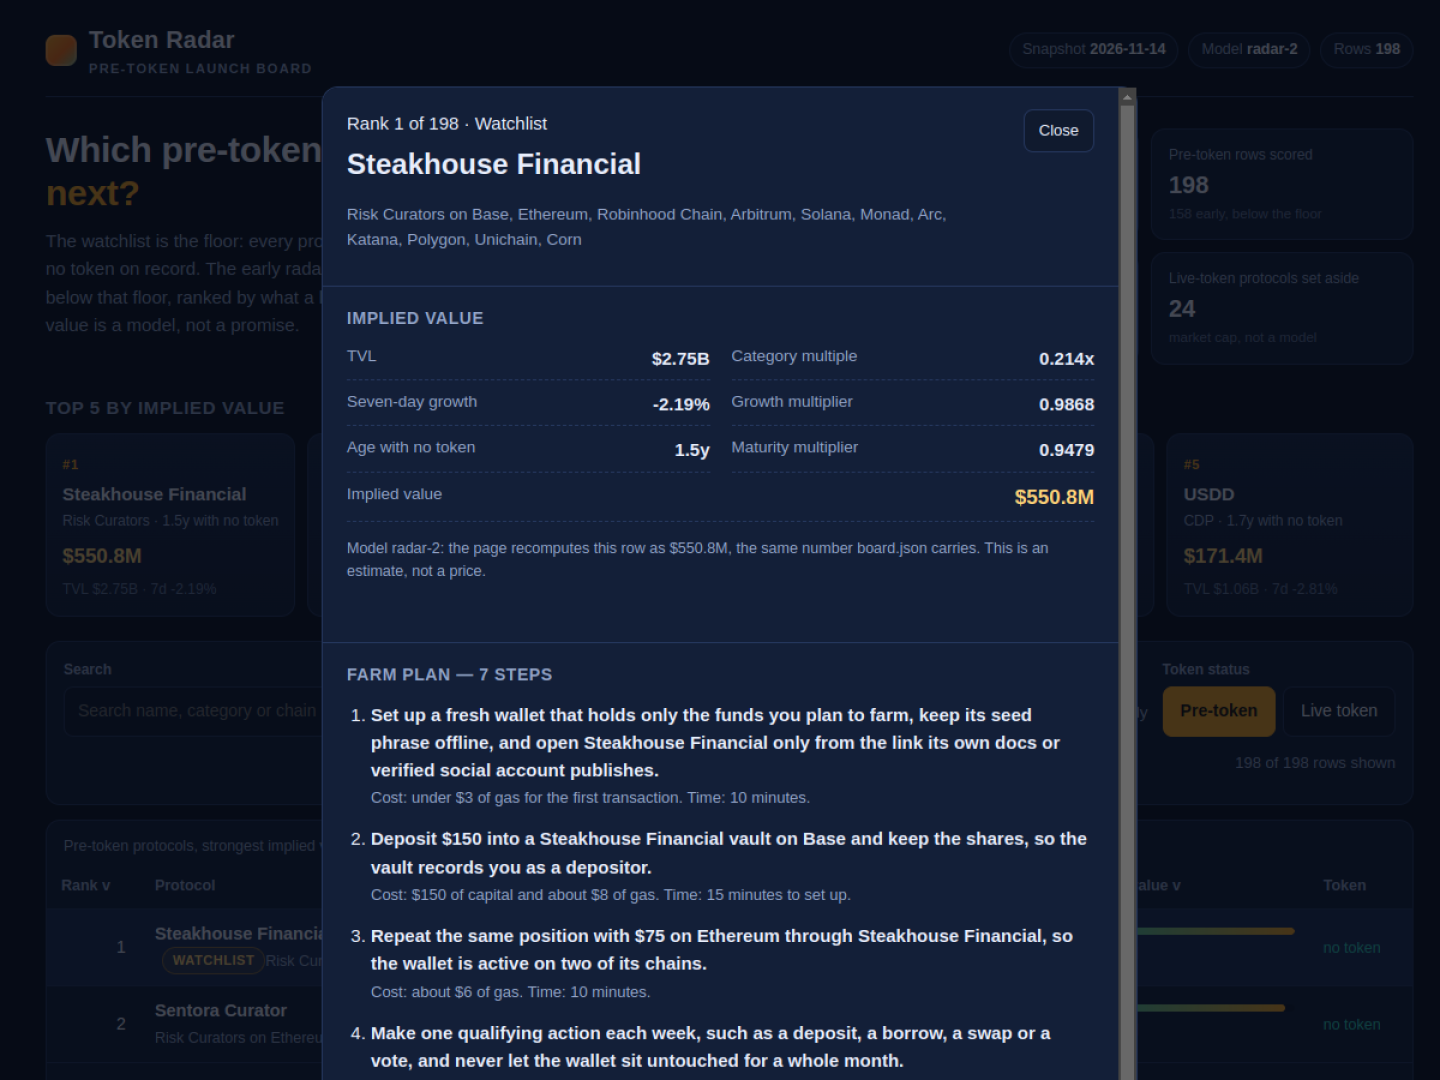 Token Radar
PRE-TOKEN LAUNCH BOARD
Snapshot 2026-11-14
Model radar-2
Rows 198
Which pre-token
next?
The watchlist is the floor: every pro
no token on record. The early rada
below that floor, ranked by what a l
value is a model, not a promise.
Pre-token rows scored
198
158 early, below the floor
Live-token protocols set aside
24
market cap, not a model
TOP 5 BY IMPLIED VALUE
#1
Steakhouse Financial
Risk Curators · 1.5y with no token
$550.8M
TVL $2.75B · 7d -2.19%
#5
USDD
CDP · 1.7y with no token
$171.4M
TVL $1.06B · 7d -2.81%
Search
Search name, category or chain
Token status
Pre-token
Live token
198 of 198 rows shown
Pre-token protocols, strongest implied
Rank v
Protocol
alue v
Token
1
Steakhouse Financia
WATCHLIST
Risk Cur
no token
2
Sentora Curator
Risk Curators on Ethereu
no token
Rank 1 of 198 · Watchlist
Close
Steakhouse Financial
Risk Curators on Base, Ethereum, Robinhood Chain, Arbitrum, Solana, Monad, Arc,
Katana, Polygon, Unichain, Corn
IMPLIED VALUE
TVL
$2.75B
Category multiple
0.214x
Seven-day growth
-2.19%
Growth multiplier
0.9868
Age with no token
1.5y
Maturity multiplier
0.9479
Implied value
$550.8M
Model radar-2: the page recomputes this row as $550.8M, the same number board.json carries. This is an
estimate, not a price.
FARM PLAN — 7 STEPS
1. Set up a fresh wallet that holds only the funds you plan to farm, keep its seed
phrase offline, and open Steakhouse Financial only from the link its own docs or
verified social account publishes.
Cost: under $3 of gas for the first transaction. Time: 10 minutes.
2. Deposit $150 into a Steakhouse Financial vault on Base and keep the shares, so the
vault records you as a depositor.
Cost: $150 of capital and about $8 of gas. Time: 15 minutes to set up.
3. Repeat the same position with $75 on Ethereum through Steakhouse Financial, so
the wallet is active on two of its chains.
Cost: about $6 of gas. Time: 10 minutes.
4. Make one qualifying action each week, such as a deposit, a borrow, a swap or a
vote, and never let the wallet sit untouched for a whole month.